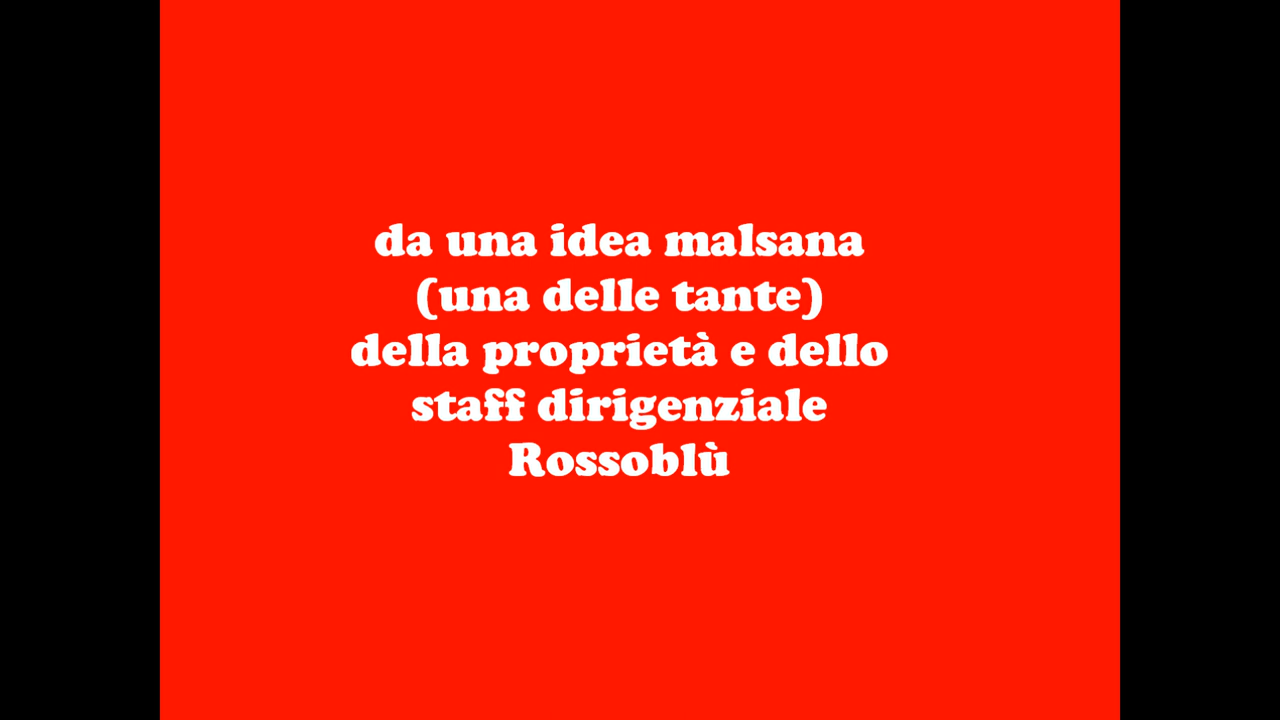 da una idea malsana
(una delle tante)
della proprietà e dello
staff dirigenziale
Rossoblù